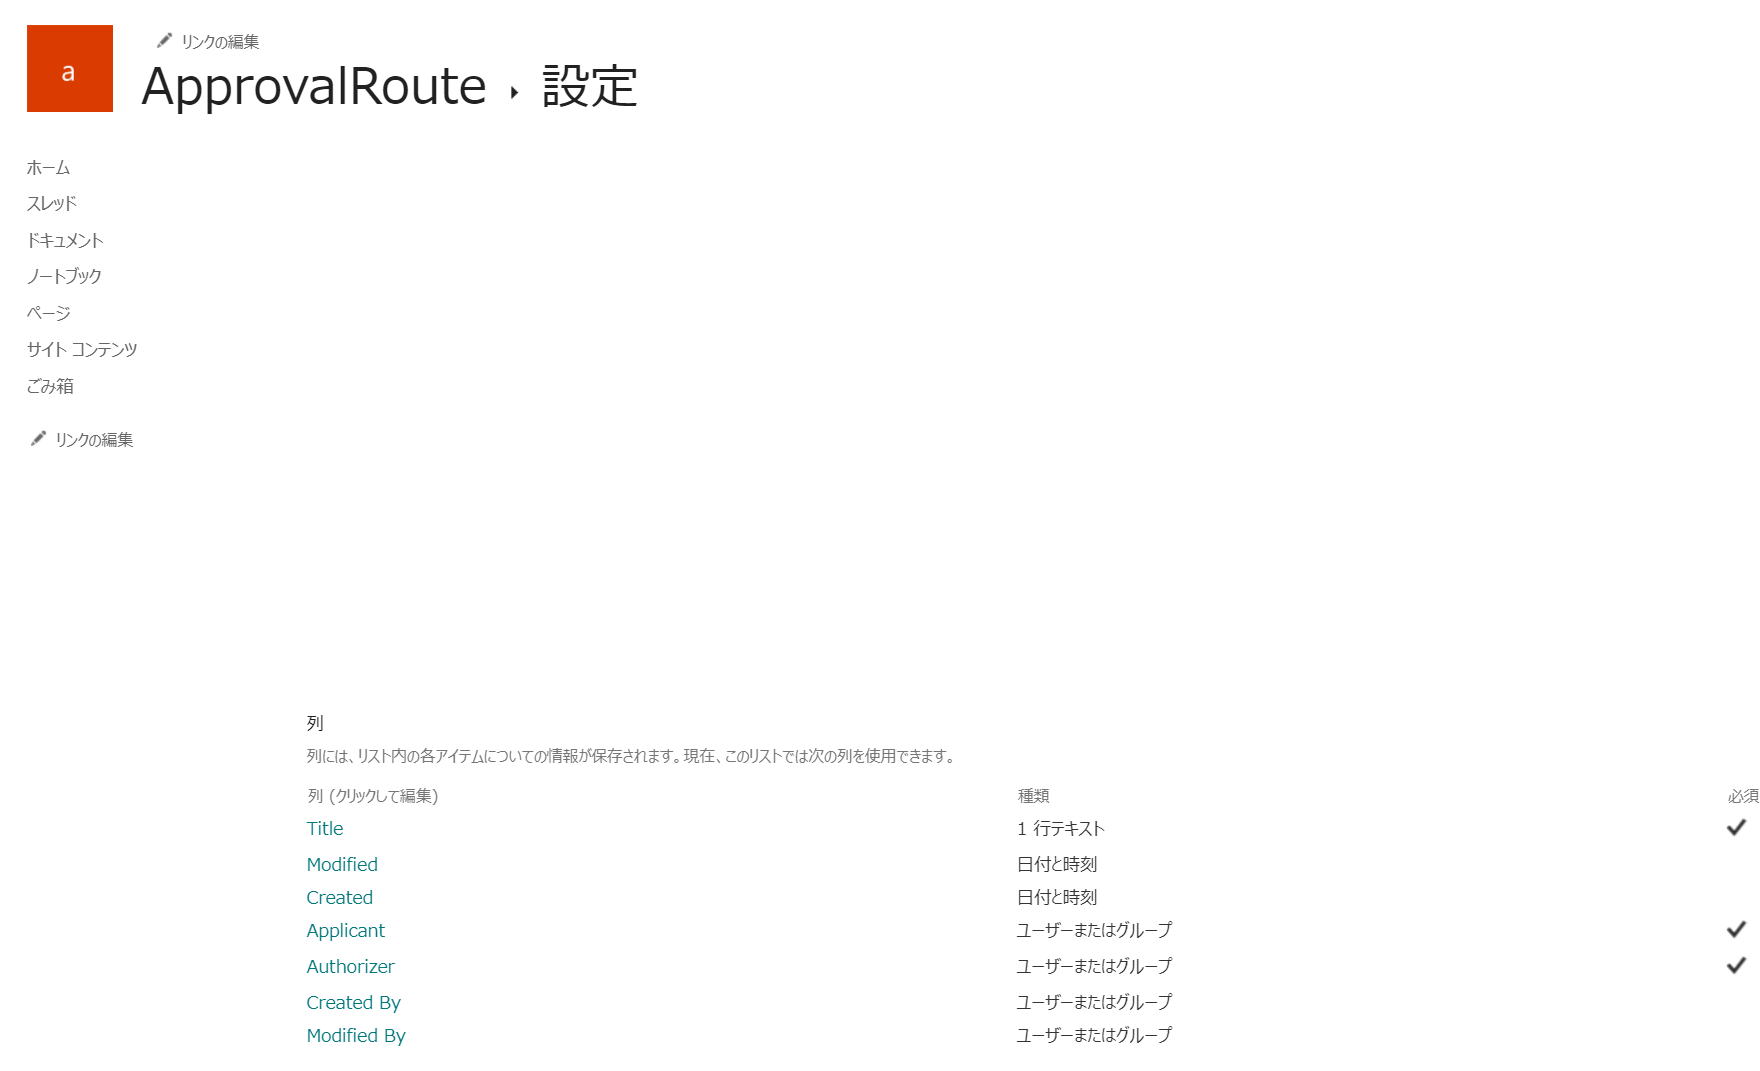 a
リンクの編集
ApprovalRoute ▸ 設定
ホーム
スレッド
ドキュメント
ノートブック
ページ
サイト コンテンツ
ごみ箱
リンクの編集
列
列には、リスト内の各アイテムについての情報が保存されます。現在、このリストでは次の列を使用できます。
列 (クリックして編集) 種類 必須
Title 1 行テキスト ✔
Modified 日付と時刻
Created 日付と時刻
Applicant ユーザーまたはグループ ✔
Authorizer ユーザーまたはグループ ✔
Created By ユーザーまたはグループ
Modified By ユーザーまたはグループ